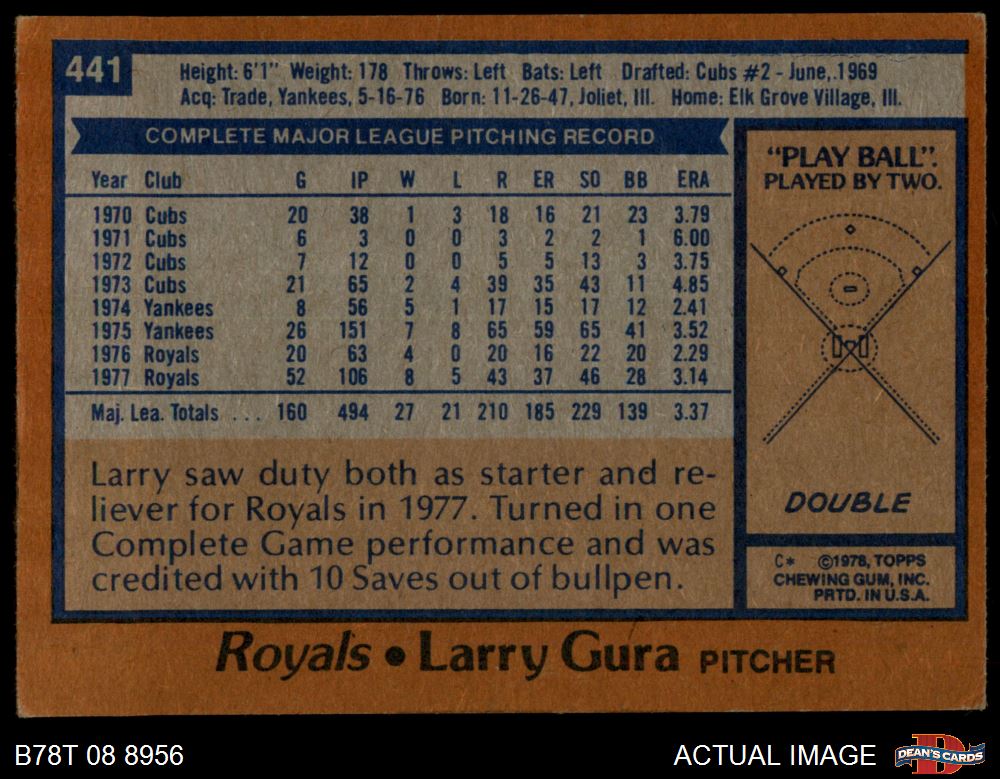 441
Height: 6'1" Weight: 178 Throws: Left Bats: Left Drafted: Cubs #2 - June, 1969
Acq: Trade, Yankees, 5-16-76 Born: 11-26-47, Joliet, Ill. Home: Elk Grove Village, Ill.
COMPLETE MAJOR LEAGUE PITCHING RECORD
Year Club G IP W L R ER SO BB ERA
1970 Cubs 20 38 1 3 18 16 21 23 3.79
1971 Cubs 6 3 0 0 3 2 2 1 6.00
1972 Cubs 7 12 0 0 5 5 13 3 3.75
1973 Cubs 21 65 2 4 39 35 43 11 4.85
1974 Yankees 8 56 5 1 17 15 17 12 2.41
1975 Yankees 26 151 7 8 65 59 65 41 3.52
1976 Royals 20 63 4 0 20 16 22 20 2.29
1977 Royals 52 106 8 5 43 37 46 28 3.14
Maj. Lea. Totals . . . 160 494 27 21 210 185 229 139 3.37
Larry saw duty both as starter and re-
liever for Royals in 1977. Turned in one
Complete Game performance and was
credited with 10 Saves out of bullpen.
"PLAY BALL".
PLAYED BY TWO.
DOUBLE
C* ©1978, TOPPS
CHEWING GUM, INC.
PRTD. IN U.S.A.
Royals • Larry Gura PITCHER
B78T 08 8956
ACTUAL IMAGE
DEAN'S CARDS